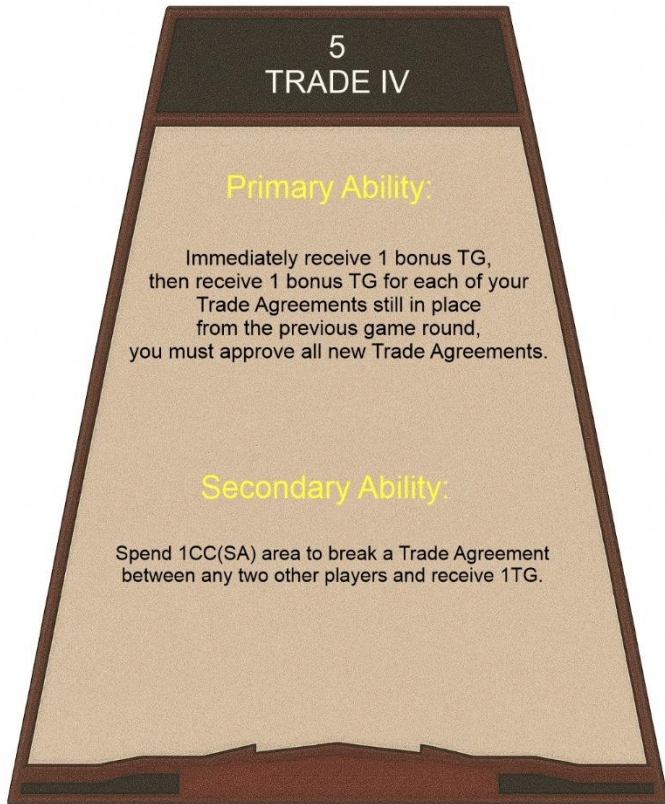 5
TRADE IV
Primary Ability:
Immediately receive 1 bonus TG,
then receive 1 bonus TG for each of your
Trade Agreements still in place
from the previous game round,
you must approve all new Trade Agreements.
Secondary Ability:
Spend 1CC(SA) area to break a Trade Agreement
between any two other players and receive 1TG.